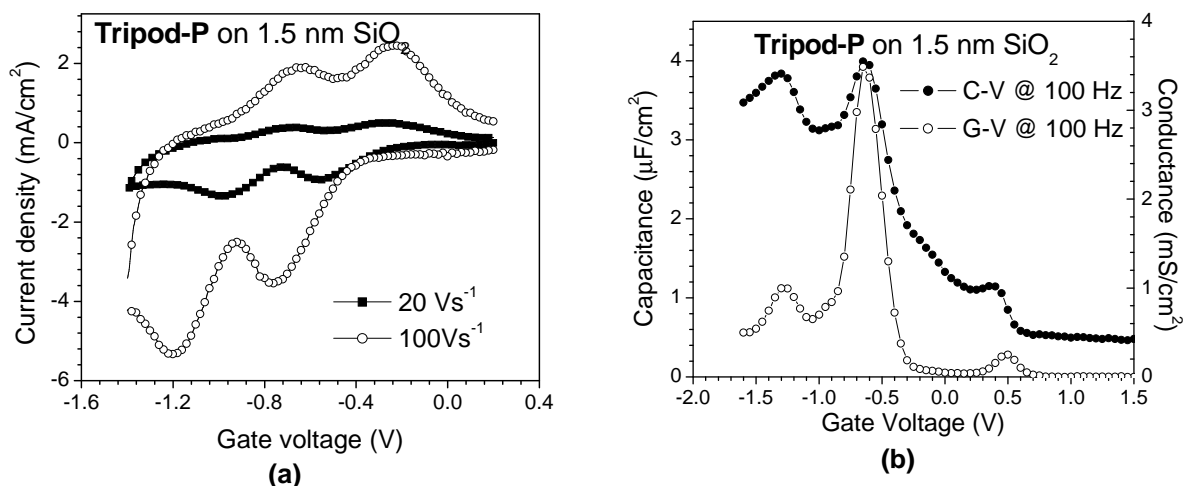 Tripod-P on 1.5 nm SiO2
Current density (mA/cm²)
2
0
-2
-4
-6
20 Vs⁻¹
100Vs⁻¹
-1.6 -1.2 -0.8 -0.4 0.0 0.4
Gate voltage (V)
(a)
Tripod-P on 1.5 nm SiO₂
Capacitance (μF/cm²)
4
3
2
1
0
C-V @ 100 Hz
G-V @ 100 Hz
4
3
2
1
0
Conductance (mS/cm²)
-2.0 -1.5 -1.0 -0.5 0.0 0.5 1.0 1.5
Gate Voltage (V)
(b)